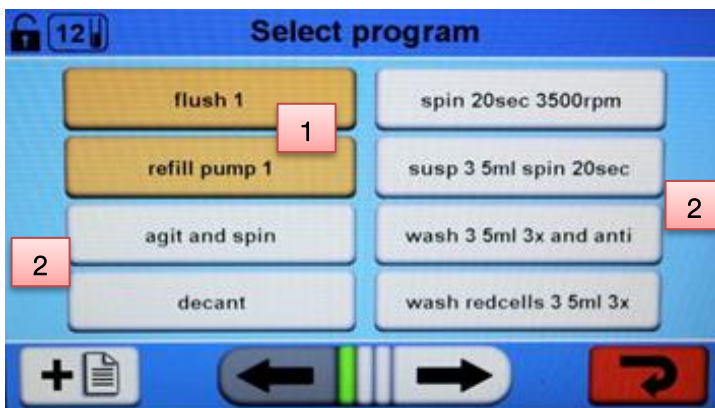 12
Select program
flush 1
spin 20sec 3500rpm
1
refill pump 1
susp 3 5ml spin 20sec
2
agit and spin
wash 3 5ml 3x and anti
2
decant
wash redcells 3 5ml 3x